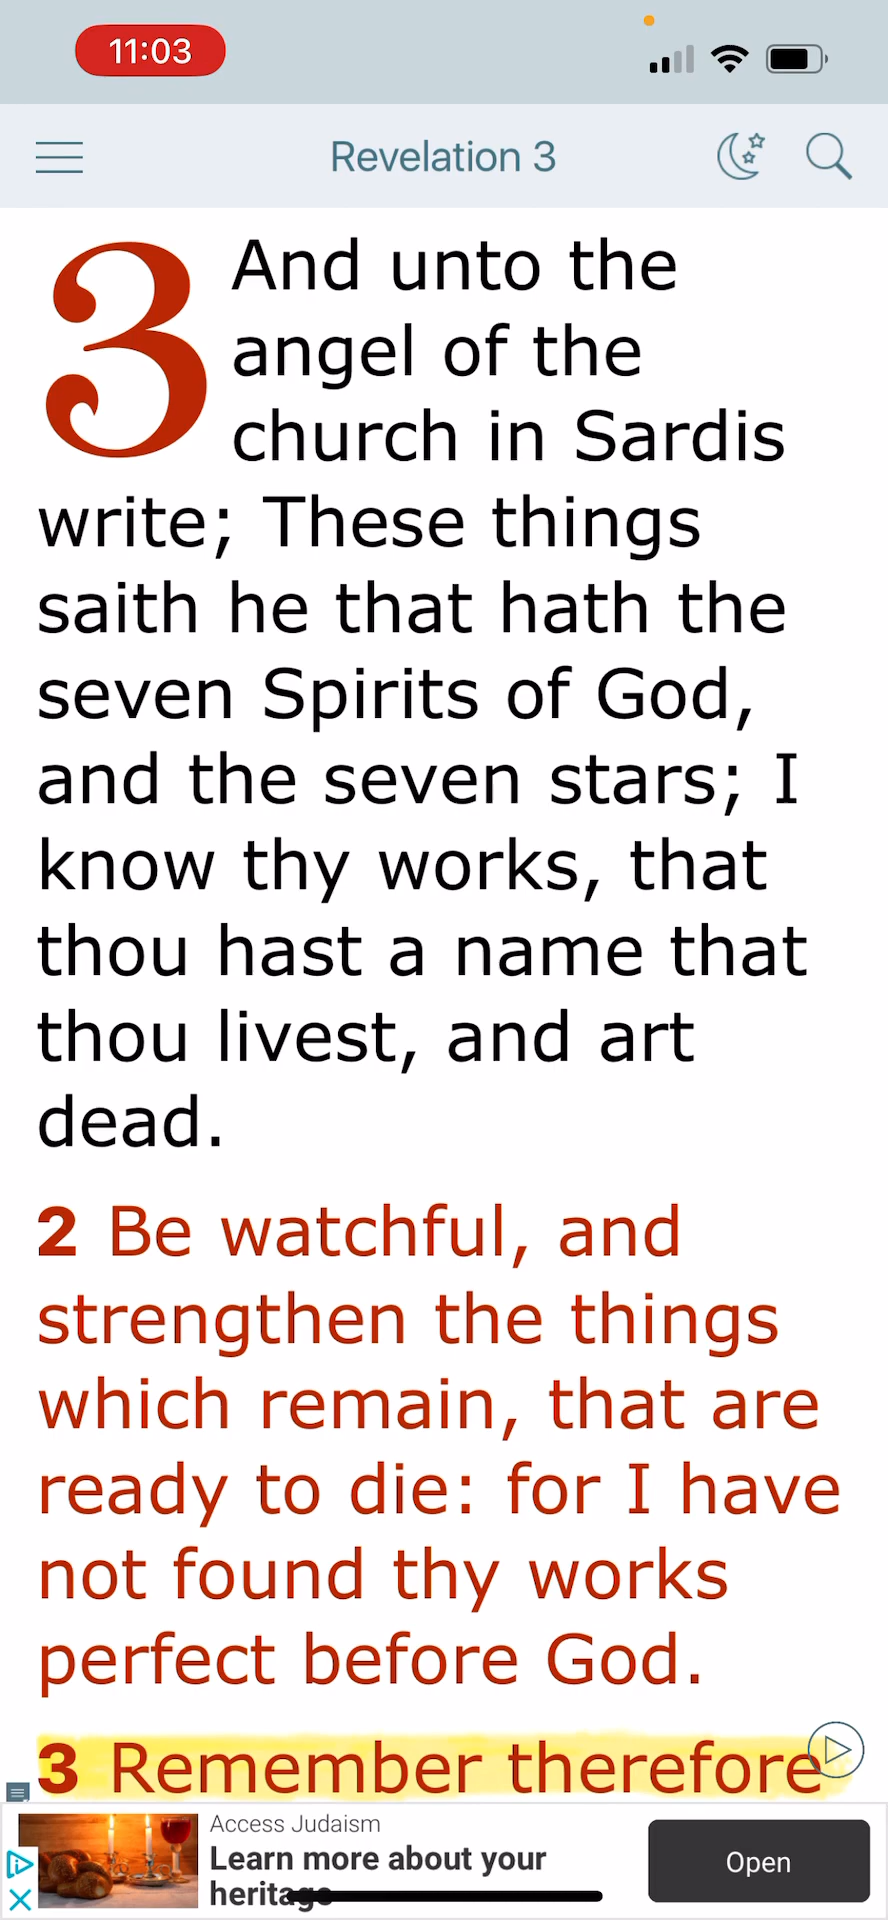 11:03
Revelation 3
3 And unto the
angel of the
church in Sardis
write; These things
saith he that hath the
seven Spirits of God,
and the seven stars; I
know thy works, that
thou hast a name that
thou livest, and art
dead.
2 Be watchful, and
strengthen the things
which remain, that are
ready to die: for I have
not found thy works
perfect before God.
3 Remember therefore
Access Judaism
Learn more about your
heritage
Open